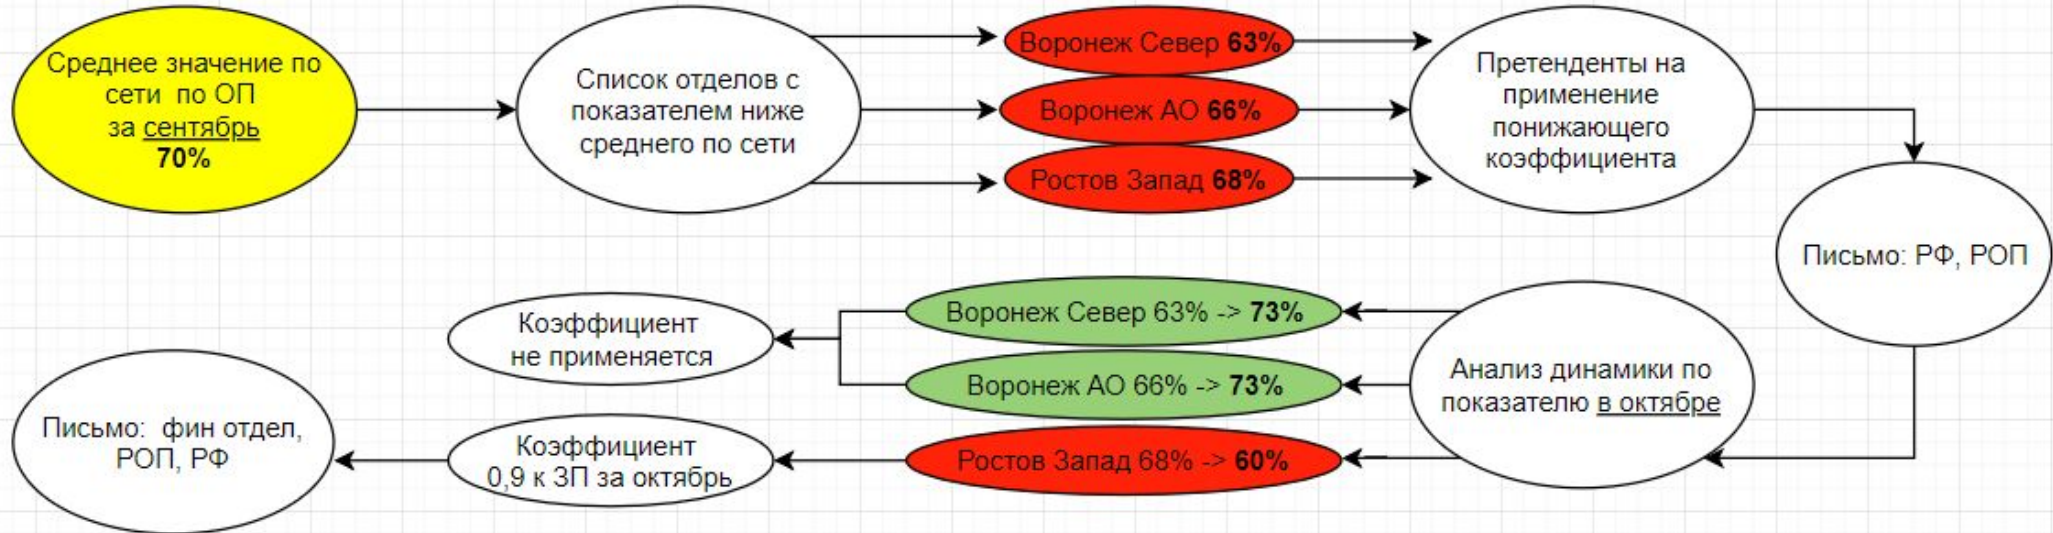 Среднее значение по
сети по ОП
за сентябрь
70%
Список отделов с
показателем ниже
среднего по сети
Воронеж Север 63%
Воронеж АО 66%
Ростов Запад 68%
Претенденты на
применение
понижающего
коэффициента
Письмо: РФ, РОП
Анализ динамики по
показателю в октябре
Воронеж Север 63% -> 73%
Воронеж АО 66% -> 73%
Ростов Запад 68% -> 60%
Коэффициент
не применяется
Коэффициент
0,9 к ЗП за октябрь
Письмо: фин отдел,
РОП, РФ